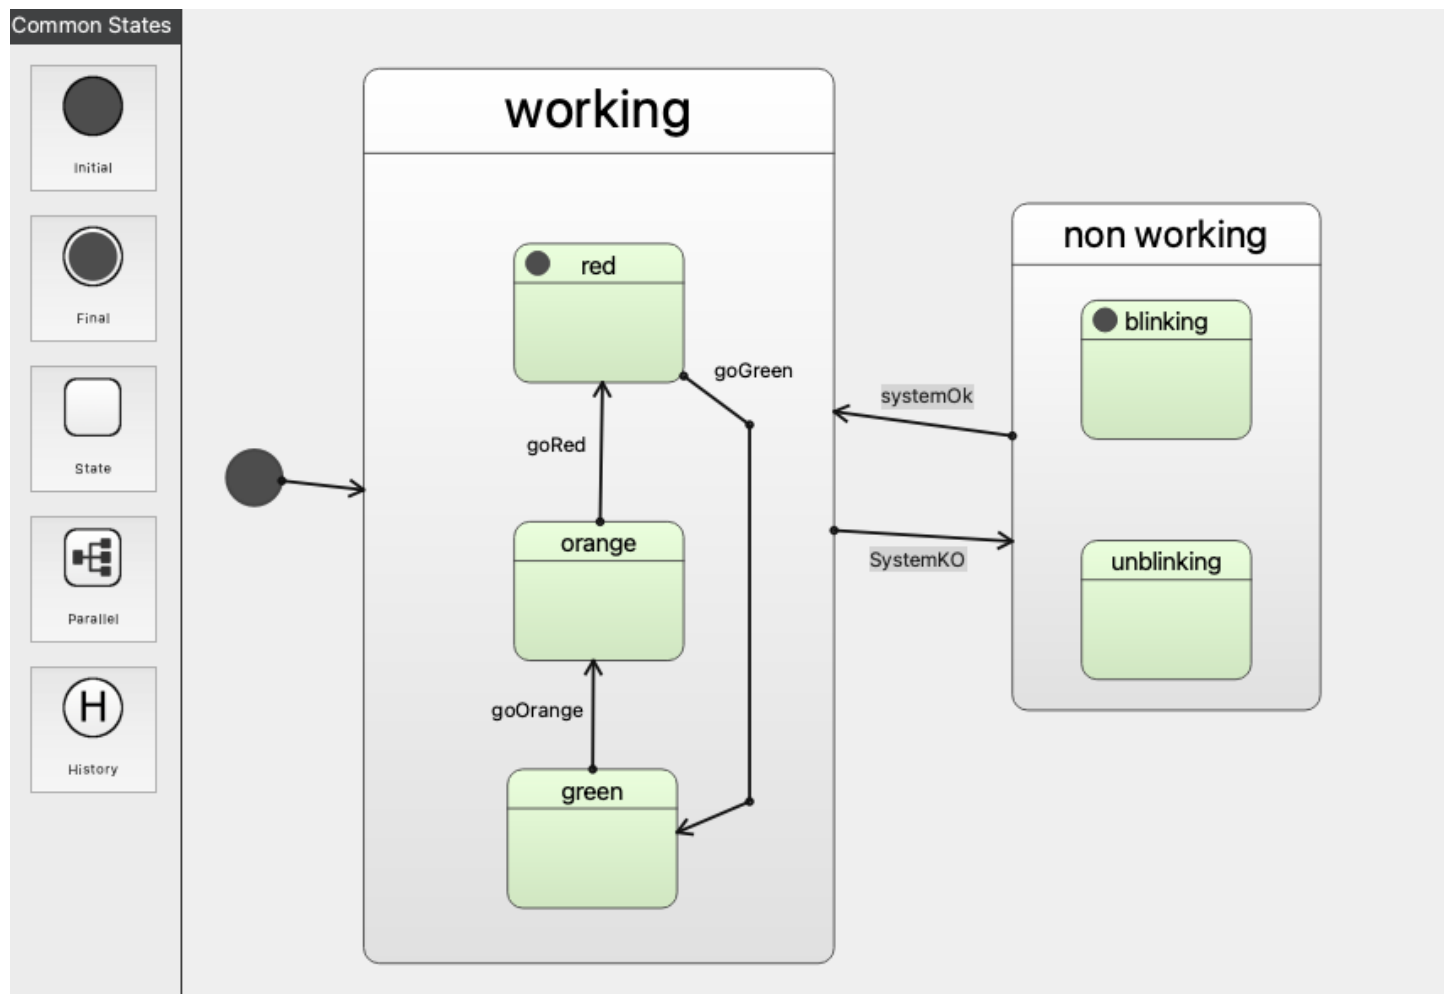 Common States
Initial
Final
State
Parallel
History
working
red
goGreen
goRed
orange
goOrange
green
systemOk
SystemKO
non working
blinking
unblinking
H